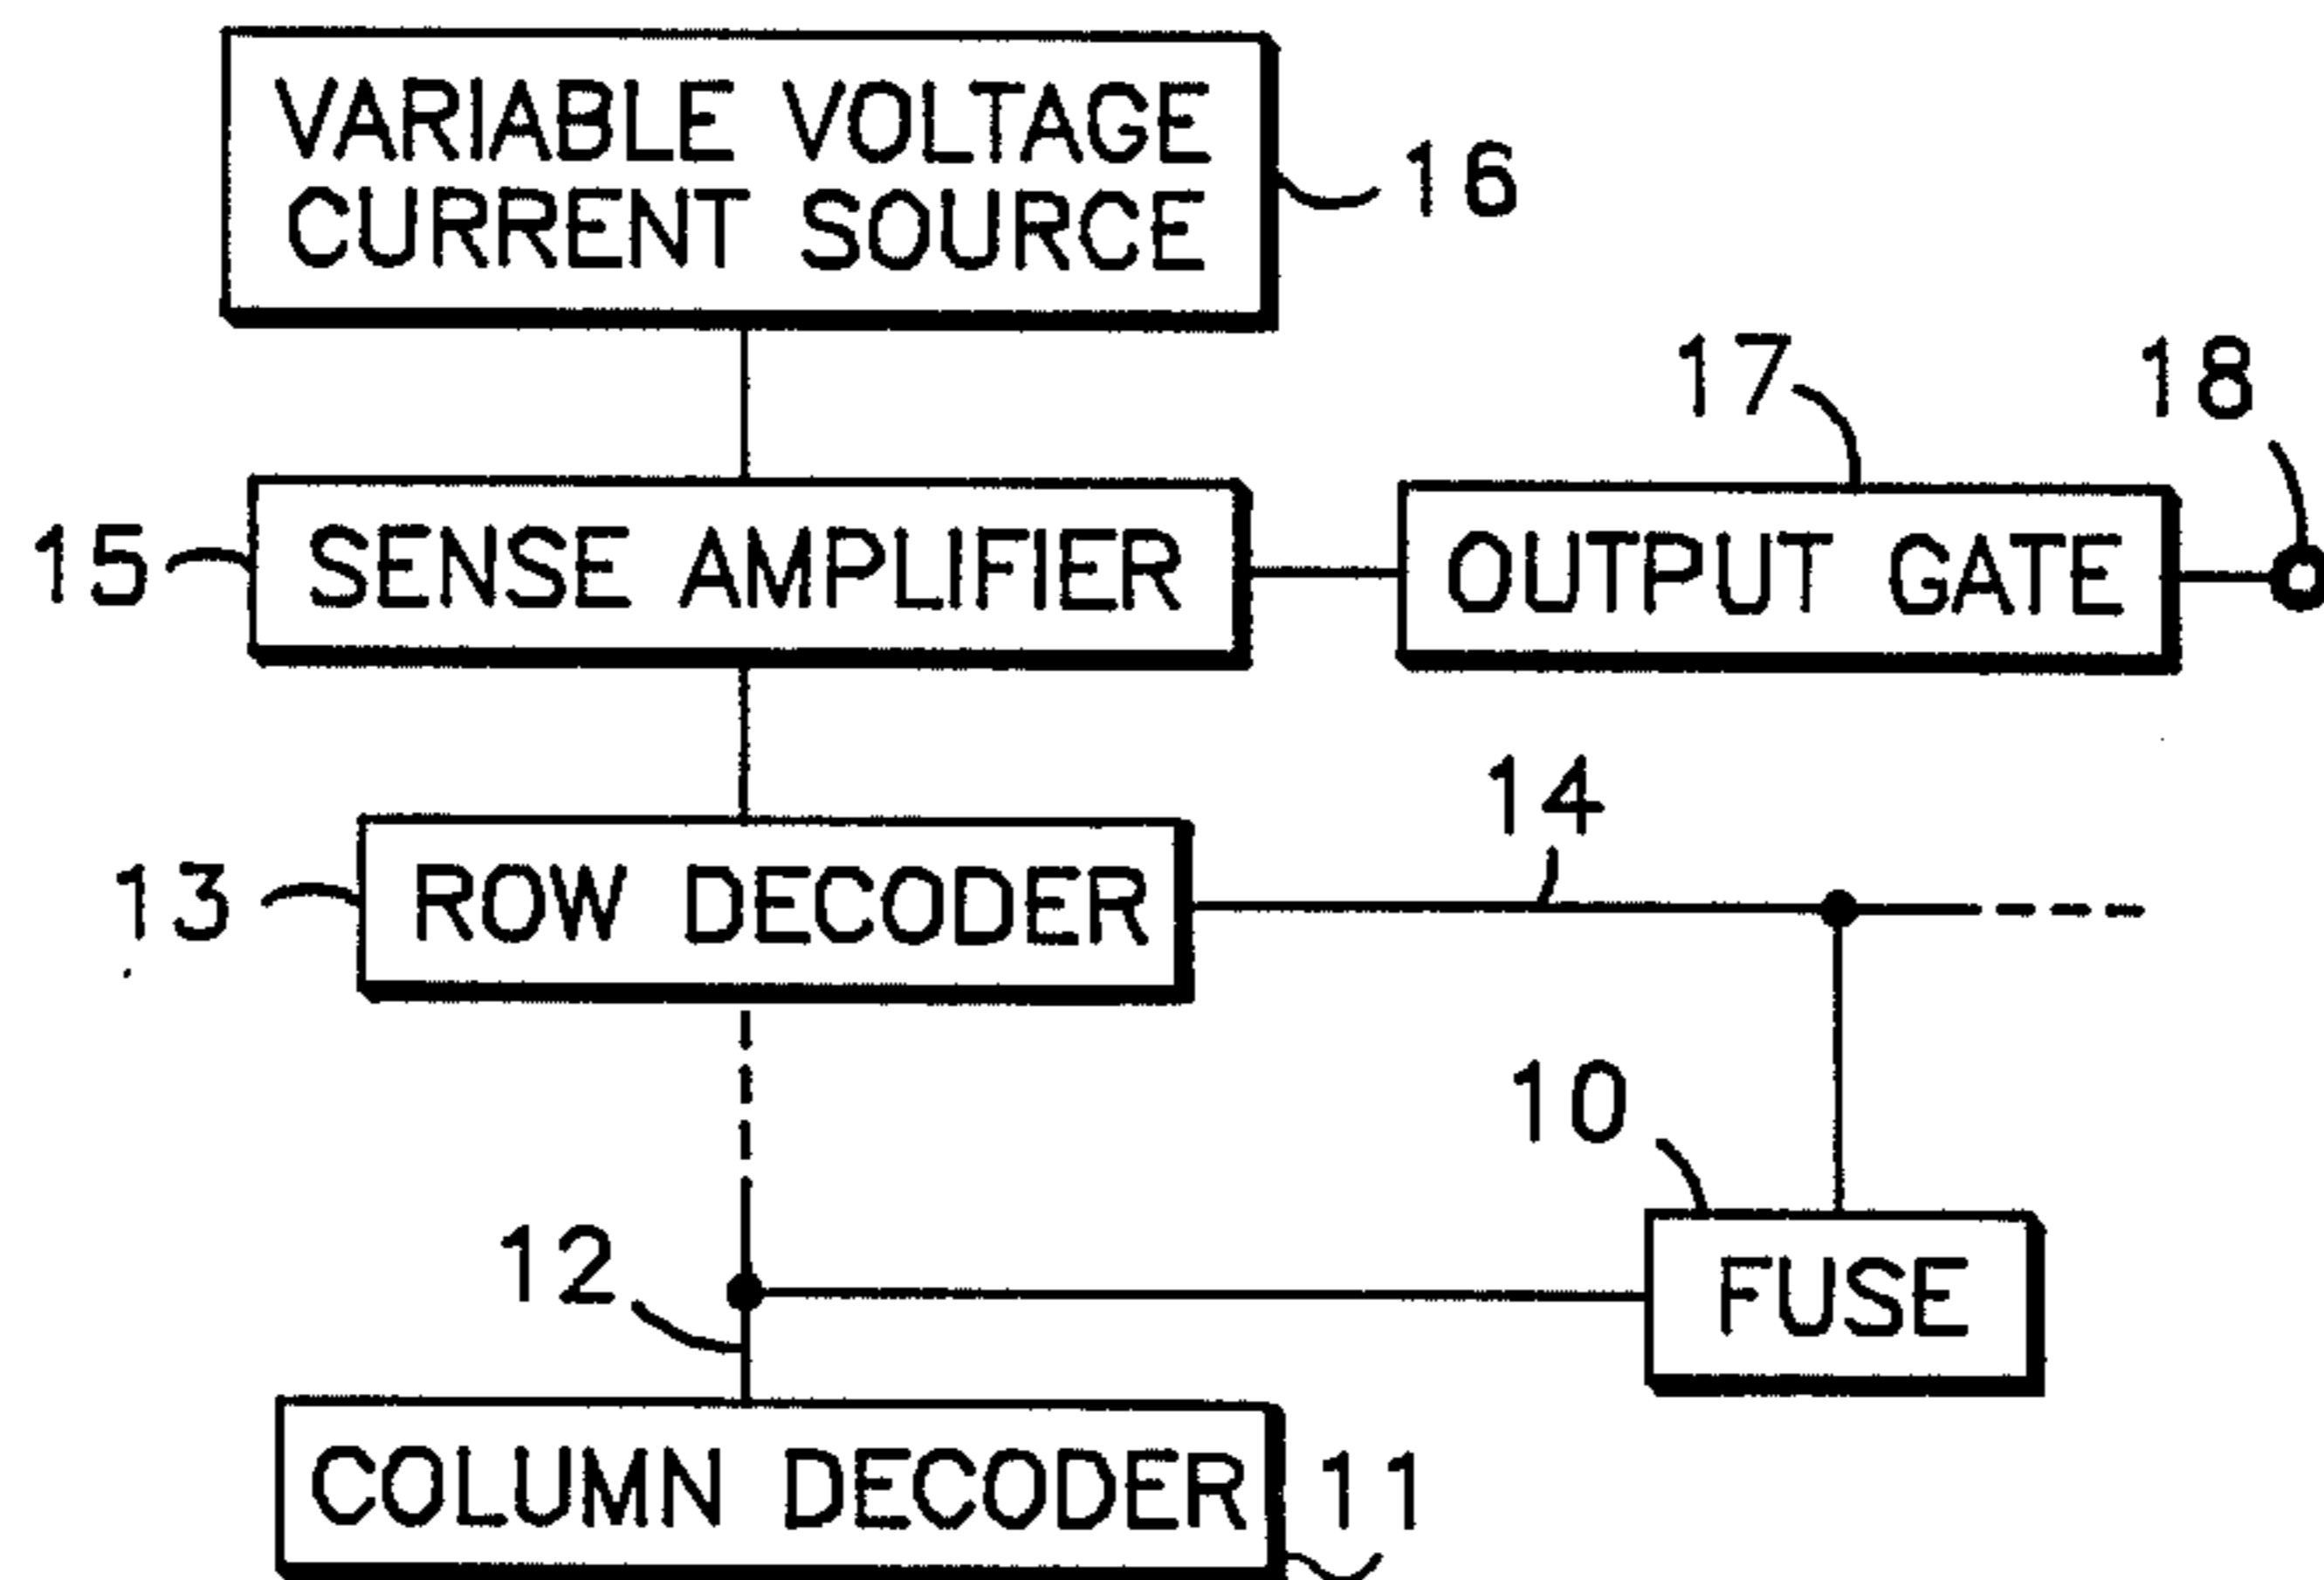 VARIABLE VOLTAGE
CURRENT SOURCE
16
17
18
15
SENSE AMPLIFIER
OUTPUT GATE
14
13
ROW DECODER
10
12
FUSE
COLUMN DECODER
11